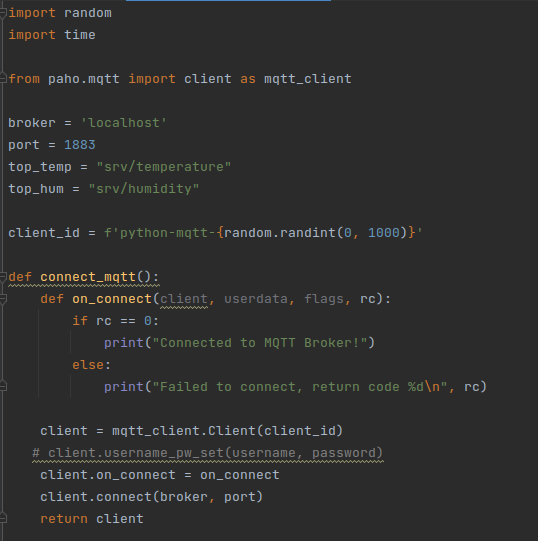 import random
import time
from paho.mqtt import client as mqtt_client
broker = 'localhost'
port = 1883
top_temp = "srv/temperature"
top_hum = "srv/humidity"
client_id = f'python-mqtt-{random.randint(0, 1000)}'
def connect_mqtt():
    def on_connect(client, userdata, flags, rc):
        if rc == 0:
            print("Connected to MQTT Broker!")
        else:
            print("Failed to connect, return code %d\n", rc)
    client = mqtt_client.Client(client_id)
   # client.username_pw_set(username, password)
    client.on_connect = on_connect
    client.connect(broker, port)
    return client